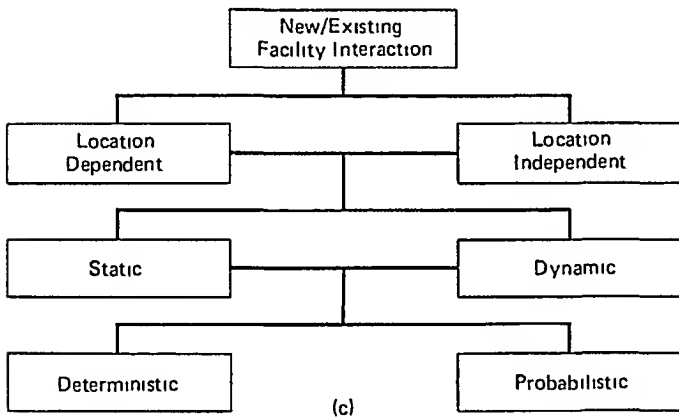 New/Existing
Facility Interaction
Location
Dependent
Location
Independent
Static
Dynamic
Deterministic
Probabilistic
(c)